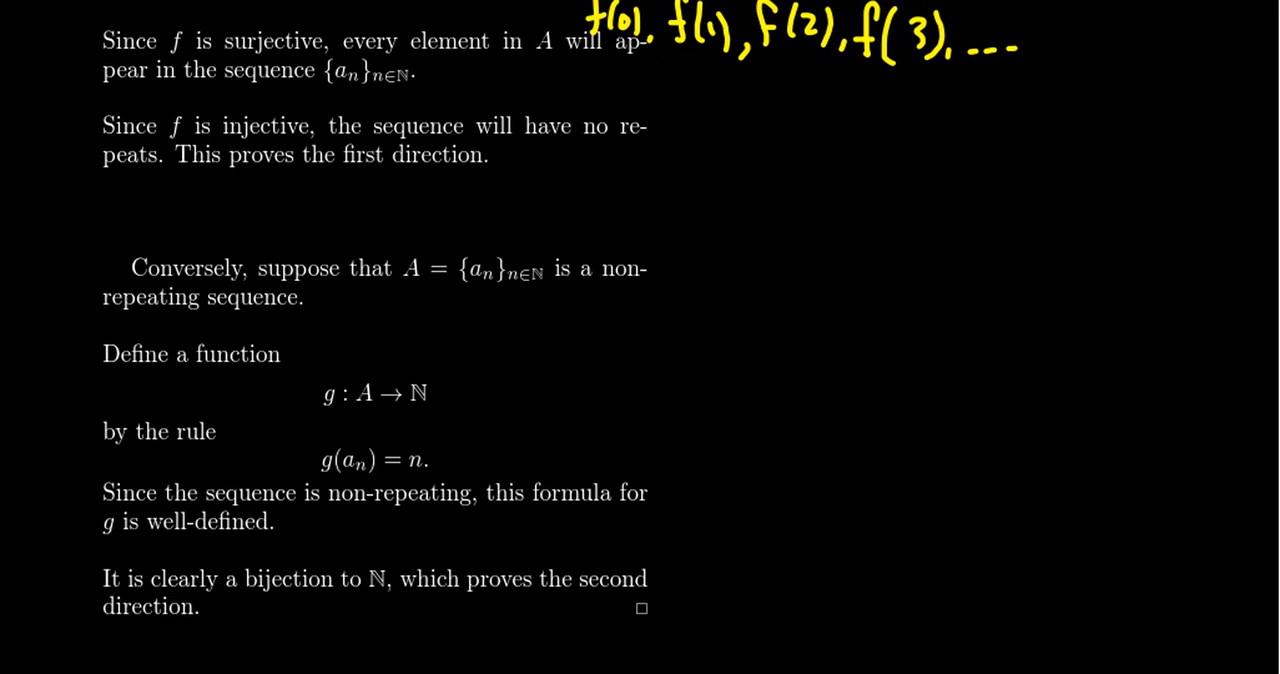 f(0), f(1), f(2), f(3), ...
Since f is surjective, every element in A will ap-
pear in the sequence {aₙ}ₙ∈ℕ.
Since f is injective, the sequence will have no re-
peats. This proves the first direction.
Conversely, suppose that A = {aₙ}ₙ∈ℕ is a non-
repeating sequence.
Define a function
g : A → ℕ
by the rule
g(aₙ) = n.
Since the sequence is non-repeating, this formula for
g is well-defined.
It is clearly a bijection to ℕ, which proves the second
direction. □